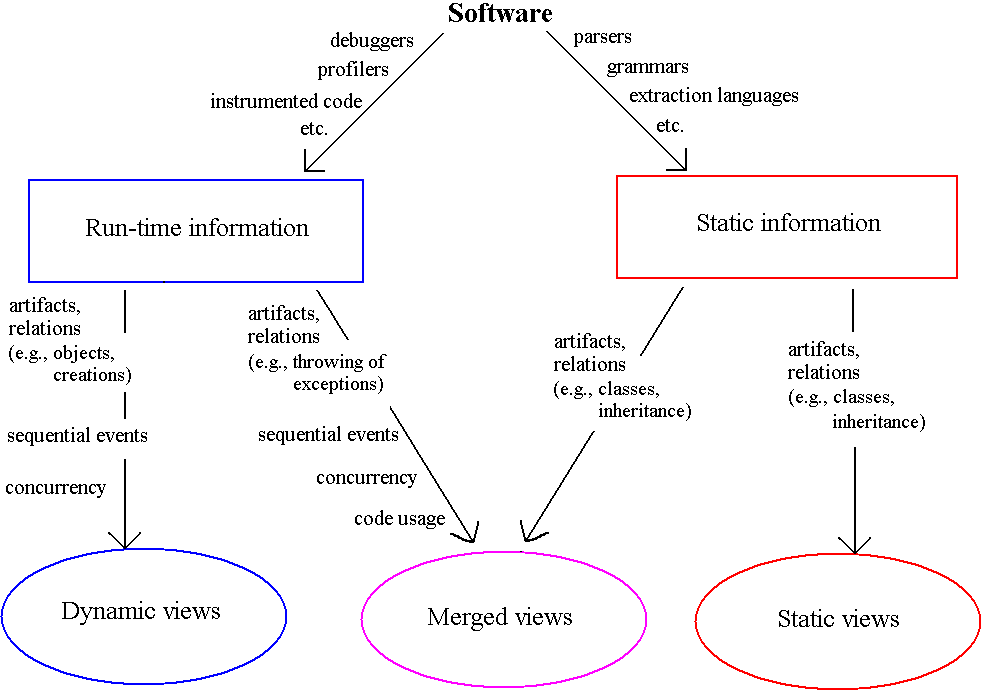 Software
debuggers
profilers
instrumented code
etc.
parsers
grammars
extraction languages
etc.
Run-time information
Static information
artifacts,
relations
(e.g., objects,
creations)
sequential events
concurrency
artifacts,
relations
(e.g., throwing of
exceptions)
sequential events
concurrency
code usage
artifacts,
relations
(e.g., classes,
inheritance)
artifacts,
relations
(e.g., classes,
inheritance)
Dynamic views
Merged views
Static views